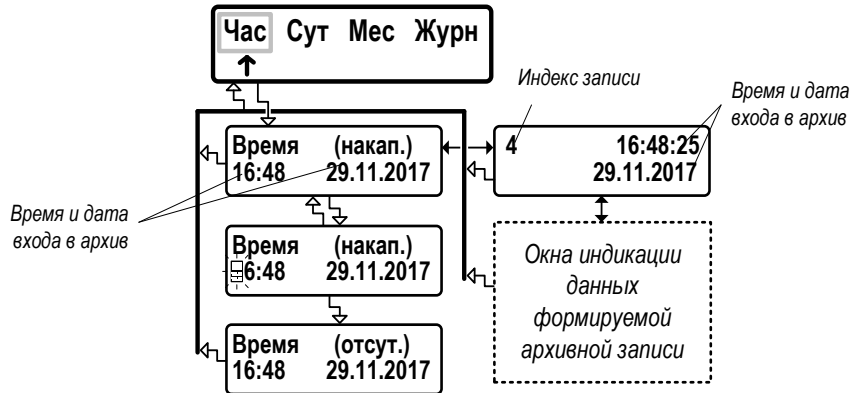 Час Сут Мес Журн
Индекс записи
Время и дата
входа в архив
Время (накап.)
16:48 29.11.2017
4 16:48:25
29.11.2017
Время и дата
входа в архив
Время (накап.)
6:48 29.11.2017
Окна индикации
данных
формируемой
архивной записи
Время (отсут.)
16:48 29.11.2017